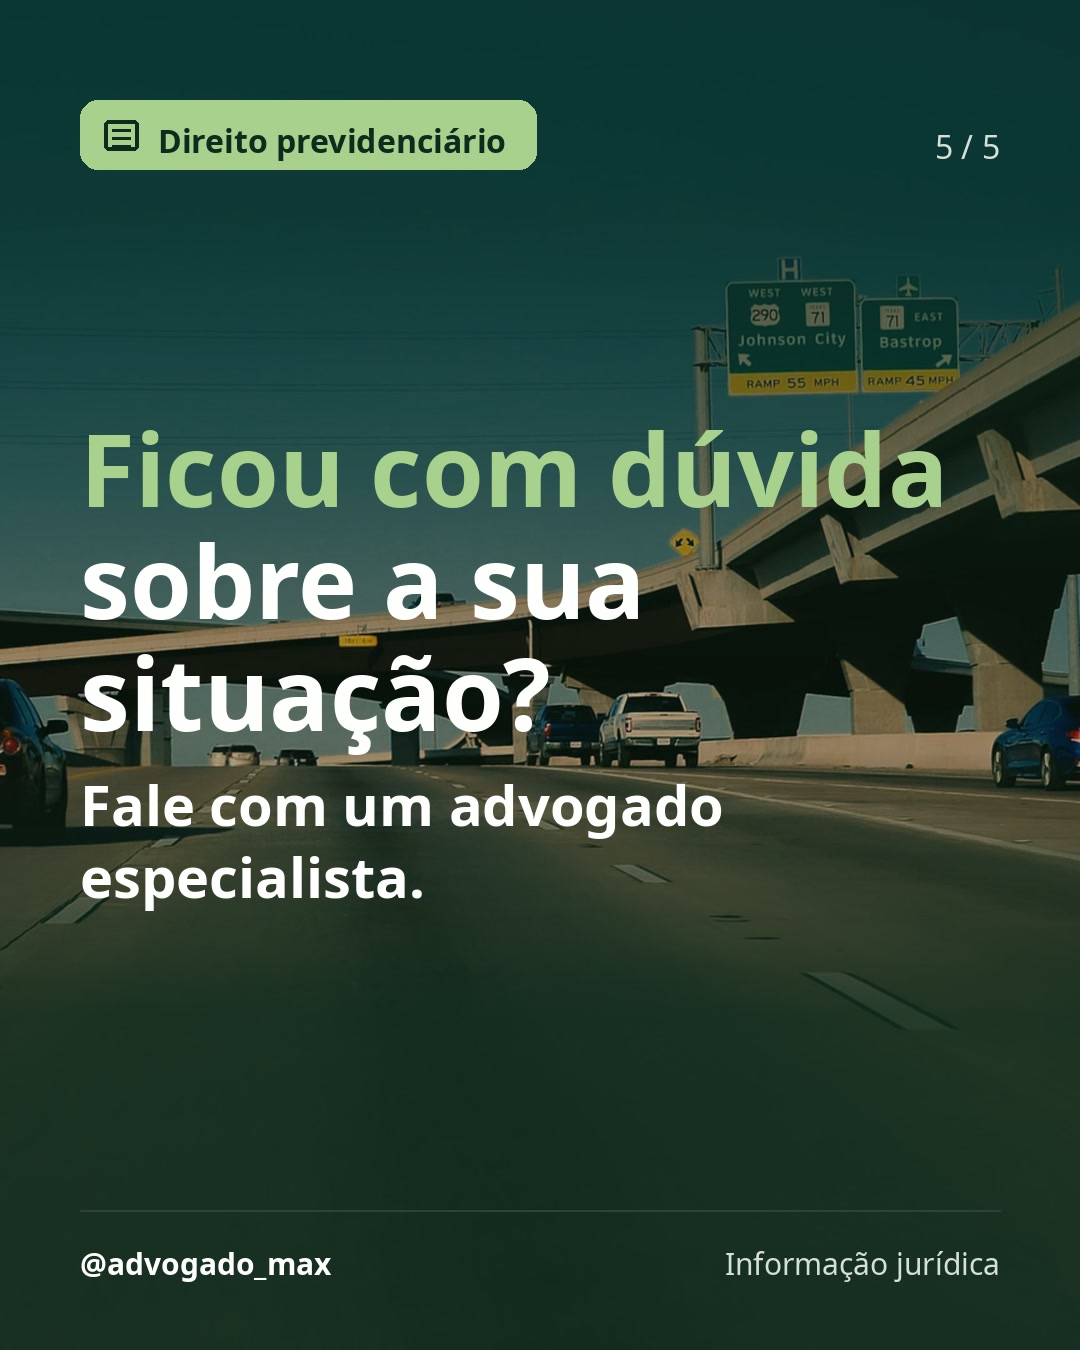 Direito previdenciário
5 / 5
H
WEST WEST
290 71
Johnson City
RAMP 55 MPH
71 EAST
Bastrop
RAMP 45 MPH
Ficou com dúvida
sobre a sua
situação?
Fale com um advogado
especialista.
@advogado_max
Informação jurídica